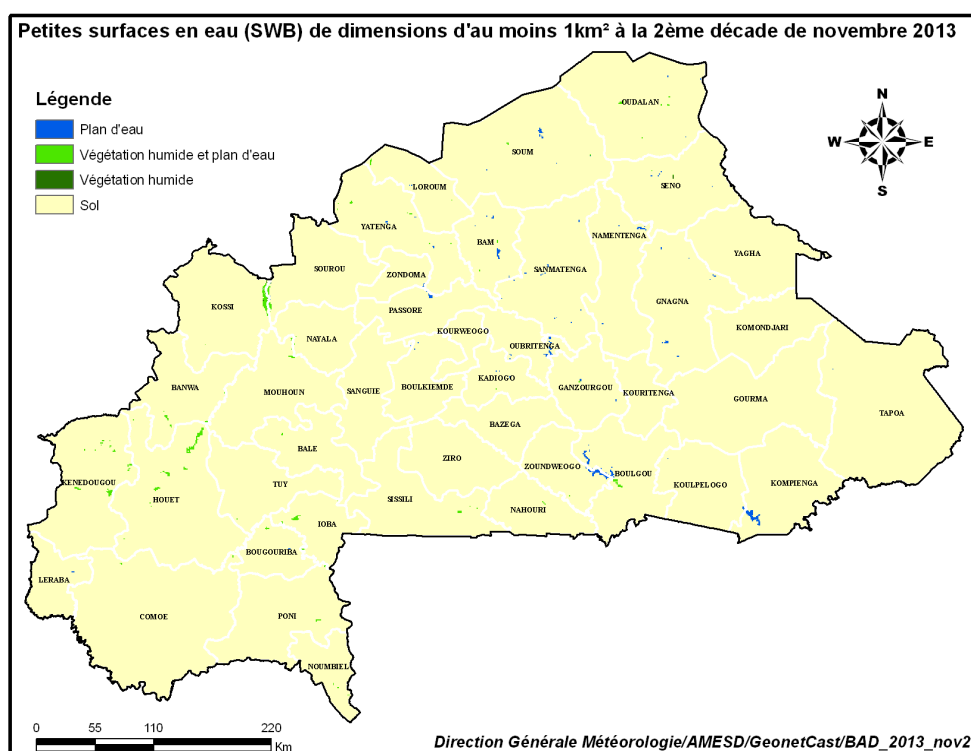 Petites surfaces en eau (SWB) de dimensions d'au moins 1km² à la 2ème décade de novembre 2013
Légende
Plan d'eau
Végétation humide et plan d'eau
Végétation humide
Sol
N
W
E
S
OUDALAN
SOUM
LOROUM
SENO
YATENGA
BAM
NAMENTENGA
YAGHA
SOUROU
ZONDOMA
SANMATENGA
KOSSI
PASSORE
GNAGNA
KOMONDJARI
NAYALA
KOURWEOGO
OUBRITENGA
BANWA
MOUHOUN
SANGUIE
BOULKIEMDE
KADIOGO
GANZOURGOU
KOURITENGA
GOURMA
TAPOA
BAZEGA
BALE
ZIRO
ZOUNDWEOGO
BOULGOU
KENEDOUGOU
HOUET
TUY
SISSILI
KOULPELOGO
KOMPIENGA
NAHOURI
IOBA
BOUGOURIBA
LERABA
COMOE
PONI
NOUMBIEL
0 55 110 220
Km
Direction Générale Météorologie/AMESD/GeonetCast/BAD_2013_nov2